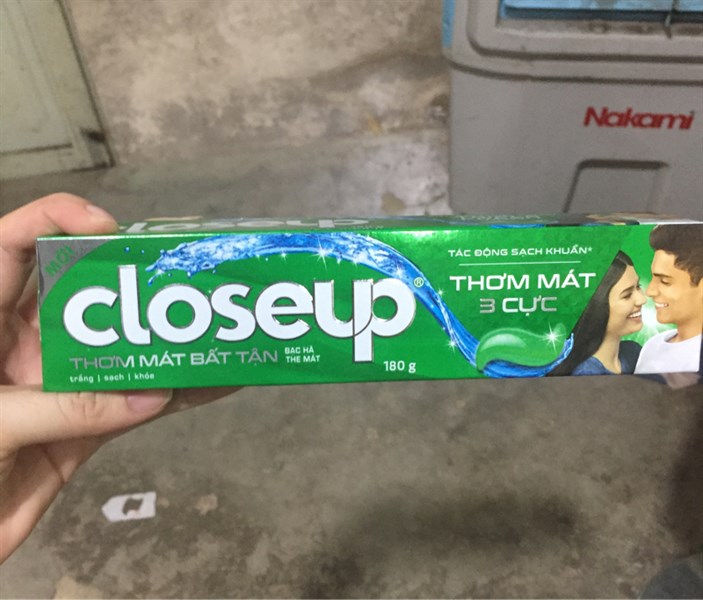 Nakami
MỚI
closeup®
THƠM MÁT BẤT TẬN
BẠC HÀ
THE MÁT
trắng | sạch | khỏe
180 g
TÁC ĐỘNG SẠCH KHUẨN*
THƠM MÁT
3 CỰC